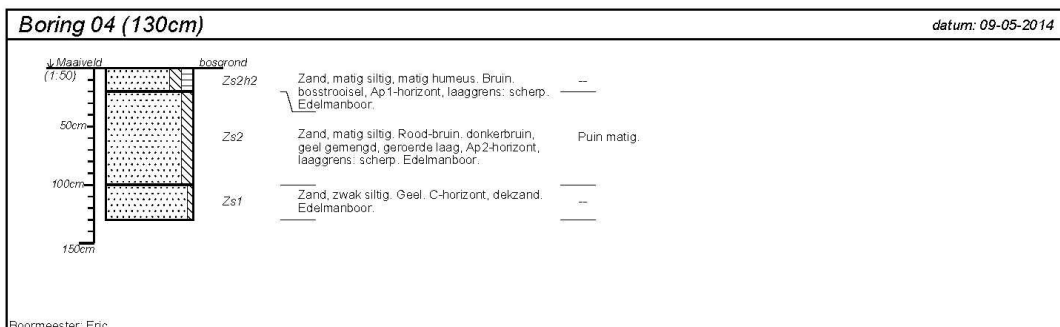 Boring 04 (130cm)
datum: 09-05-2014
↓ Maaiveld bosgrond
(1:50)
Zs2h2
Zand, matig siltig, matig humeus. Bruin.
bosstrooisel, Ap1-horizont, laaggrens: scherp.
Edelmanboor.
--
50cm
Zs2
Zand, matig siltig. Rood-bruin. donkerbruin,
geel gemengd, geroerde laag, Ap2-horizont,
laaggrens: scherp. Edelmanboor.
Puin matig.
100cm
Zs1
Zand, zwak siltig. Geel. C-horizont, dekzand.
Edelmanboor.
--
150cm
Boormeester: Eric